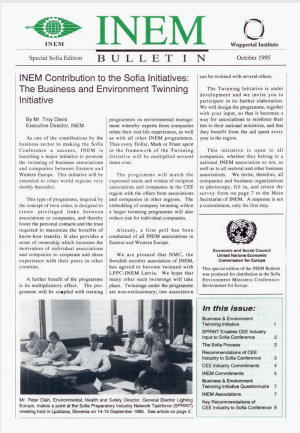 INEM
INEM
Wuppertal Institute
Special Sofia Edition
BULLETIN
October 1995
INEM Contribution to the Sofia Initiatives:
The Business and Environment Twinning
Initiative
By Mr. Troy Davis
Executive Director, INEM
As one of the contributions by the
business sector to making the Sofia
Conference a success, INEM is
launching a major initiative to promote
the twinning of business associations
and companies between Eastern and
Western Europe. This initiative will be
extended to other world regions very
shortly thereafter.
This type of programme, inspired by
the concept of twin cities, is designed to
create privileged links between
associations or companies, and thereby
foster the personal contacts and the trust
required to maximize the benefits of
know-how transfer. It also provides a
sense of ownership which increases the
motivation of individual associations
and companies to cooperate and share
experience with their peers in other
countries.
A further benefit of the programme
is its multiplicatory effect. The pro-
gramme will be coupled with training
programmes on environmental manage-
ment whereby experts from companies
relate their real-life experiences, as well
as with all other INEM programmes.
Thus every Dollar, Mark or Franc spent
in the framework of the Twinning
Initiative will be multiplied several
times over.
The programme will match the
expressed needs and wishes of recipient
associations and companies in the CEE
region with the offers from associations
and companies in other regions. The
embedding of company twinning within
a larger twinning programme will also
reduce risk for individual companies.
Already, a first poll has been
conducted of all INEM associations in
Eastern and Western Europe.
We are pleased that NMC, the
Swedish member association of INEM,
has agreed to become twinned with
LPPC-INEM Latvia. We hope that
many other such twinnings will take
place. Twinnings under the programme
are non-exclusionary; one association
can be twinned with several others.
The Twinning Initiative is under
development and we invite you to
participate in its further elaboration.
We will design the programme, together
with your input, so that it becomes a
way for associations to reinforce their
ties to their national ministries, and that
they benefit from the aid spent every
year in the region.
This initiative is open to all
companies, whether they belong to a
national INEM association or not, as
well as to all national and other business
associations. We invite, therefore, all
companies and business organizations
to photocopy, fill in, and return the
survey form on page 7 to the Main
Secretariat of INEM. A response is not
a commitment, only the first step.
Economic and Social Council
United Nations Economic
Commission for Europe
This special edition of the INEM Bulletin
was produced for distribution at the Sofia
Environment Ministers Conference-
Environment for Europe.
In this issue:
Business & Environment
Twinning Initiative 1
SPRINT Enables CEE Industry
Input to Sofia Conference 2
The Sofia Process 2
Recommendations of CEE
Industry to Sofia Conference 3
CEE Industry Commitments 4
INEM Commitments 5
Business & Environment
Twinning Initiative Questionnaire 7
INEM Associations 7
Key Recommendations of
CEE Industry to Sofia Conference 8
Mr. Peter Olah, Environmental, Health and Safety Director, General Electric Lighting
Europe, makes a point at the Sofia Preparatory Industry Network Taskforce (SPRINT)
meeting held in Ljubljana, Slovenia on 14-15 September 1995. See article on page 2.